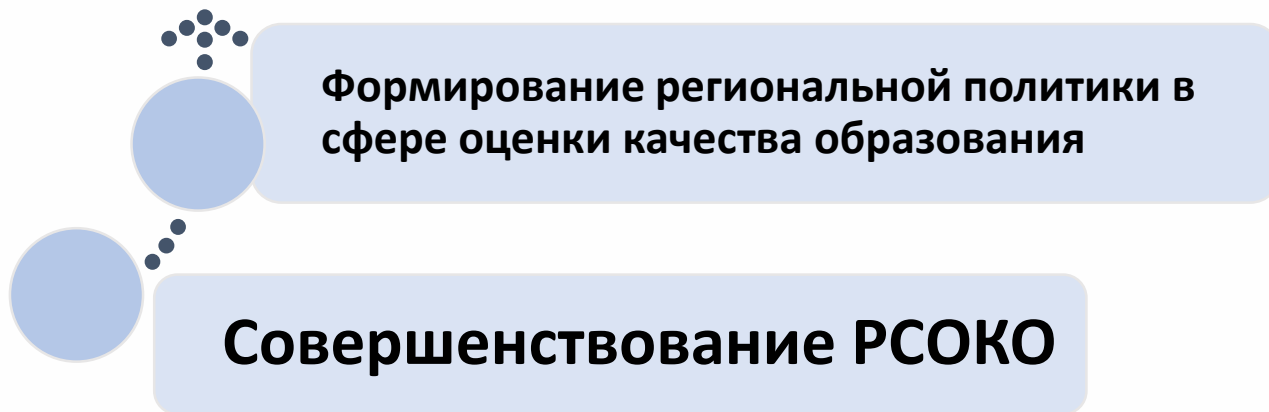 Формирование региональной политики в
сфере оценки качества образования
Совершенствование РСОКО